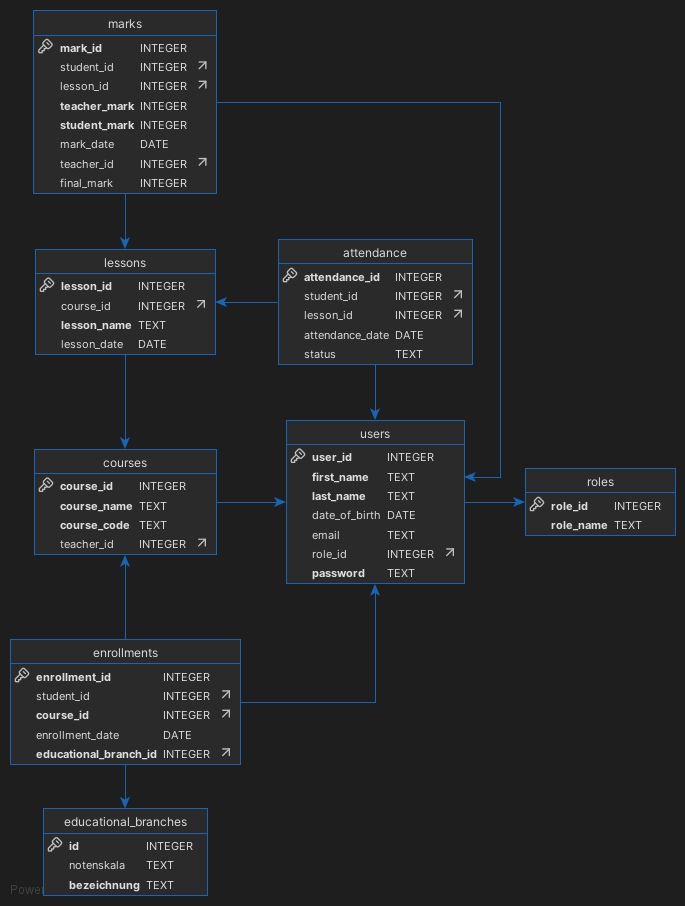 marks
mark_id INTEGER
student_id INTEGER
lesson_id INTEGER
teacher_mark INTEGER
student_mark INTEGER
mark_date DATE
teacher_id INTEGER
final_mark INTEGER
lessons
lesson_id INTEGER
course_id INTEGER
lesson_name TEXT
lesson_date DATE
attendance
attendance_id INTEGER
student_id INTEGER
lesson_id INTEGER
attendance_date DATE
status TEXT
courses
course_id INTEGER
course_name TEXT
course_code TEXT
teacher_id INTEGER
users
user_id INTEGER
first_name TEXT
last_name TEXT
date_of_birth DATE
email TEXT
role_id INTEGER
password TEXT
roles
role_id INTEGER
role_name TEXT
enrollments
enrollment_id INTEGER
student_id INTEGER
course_id INTEGER
enrollment_date DATE
educational_branch_id INTEGER
educational_branches
id INTEGER
notenskala TEXT
bezeichnung TEXT